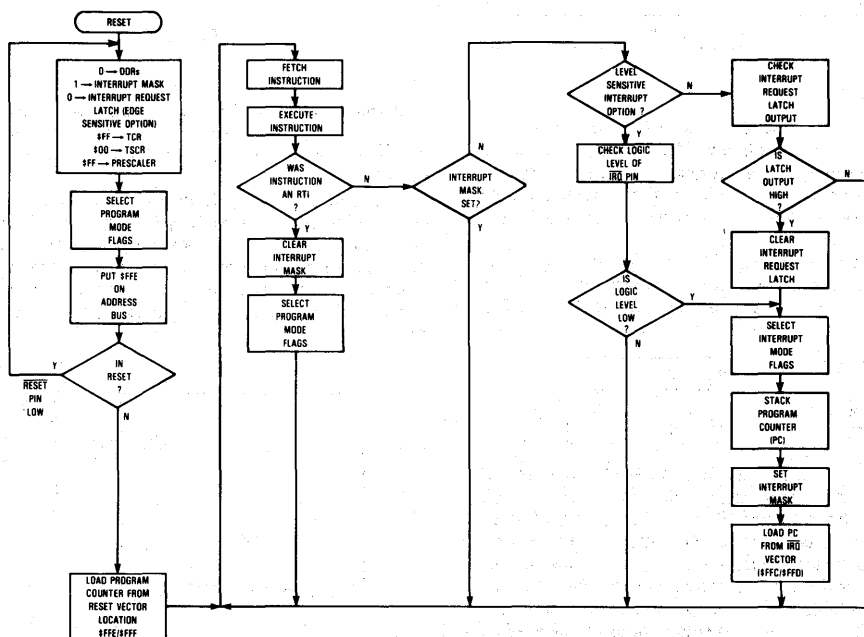 RESET
0 → DDRs
1 → INTERRUPT MASK
0 → INTERRUPT REQUEST
LATCH (EDGE
SENSITIVE OPTION)
$FF → TCR
$00 → TSCR
$FF → PRESCALER
SELECT
PROGRAM
MODE
FLAGS
PUT $FFE
ON
ADDRESS
BUS
IN
RESET
?
Y
N
RESET
PIN
LOW
LOAD PROGRAM
COUNTER FROM
RESET VECTOR
LOCATION
$FFE/$FFF
FETCH
INSTRUCTION
EXECUTE
INSTRUCTION
WAS
INSTRUCTION
AN RTI
?
N
Y
CLEAR
INTERRUPT
MASK
SELECT
PROGRAM
MODE
FLAGS
N
INTERRUPT
MASK
SET?
Y
LEVEL
SENSITIVE
INTERRUPT
OPTION ?
N
Y
CHECK LOGIC
LEVEL OF
IRQ PIN
IS
LOGIC
LEVEL
LOW
?
Y
N
CHECK
INTERRUPT
REQUEST
LATCH
OUTPUT
IS
LATCH
OUTPUT
HIGH
?
N
Y
CLEAR
INTERRUPT
REQUEST
LATCH
SELECT
INTERRUPT
MODE
FLAGS
STACK
PROGRAM
COUNTER
(PC)
SET
INTERRUPT
MASK
LOAD PC
FROM IRQ
VECTOR
($FFC/$FFD)